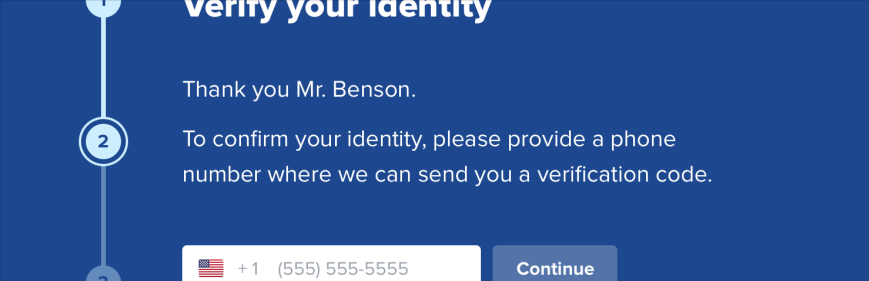 1
Verify your identity
Thank you Mr. Benson.
2
To confirm your identity, please provide a phone
number where we can send you a verification code.
3
+1 (555) 555-5555
Continue